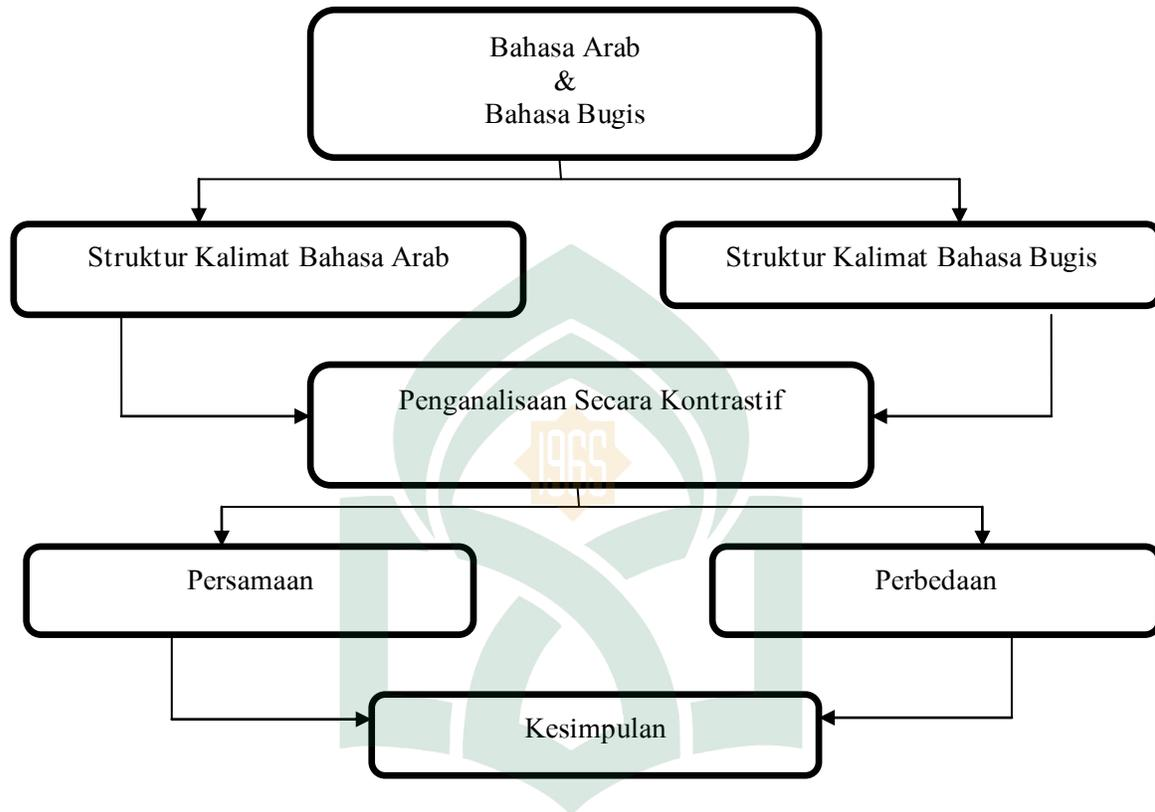 Bahasa Arab
&
Bahasa Bugis
Struktur Kalimat Bahasa Arab
Struktur Kalimat Bahasa Bugis
Penganalisaan Secara Kontrastif
1965
Persamaan
Perbedaan
Kesimpulan